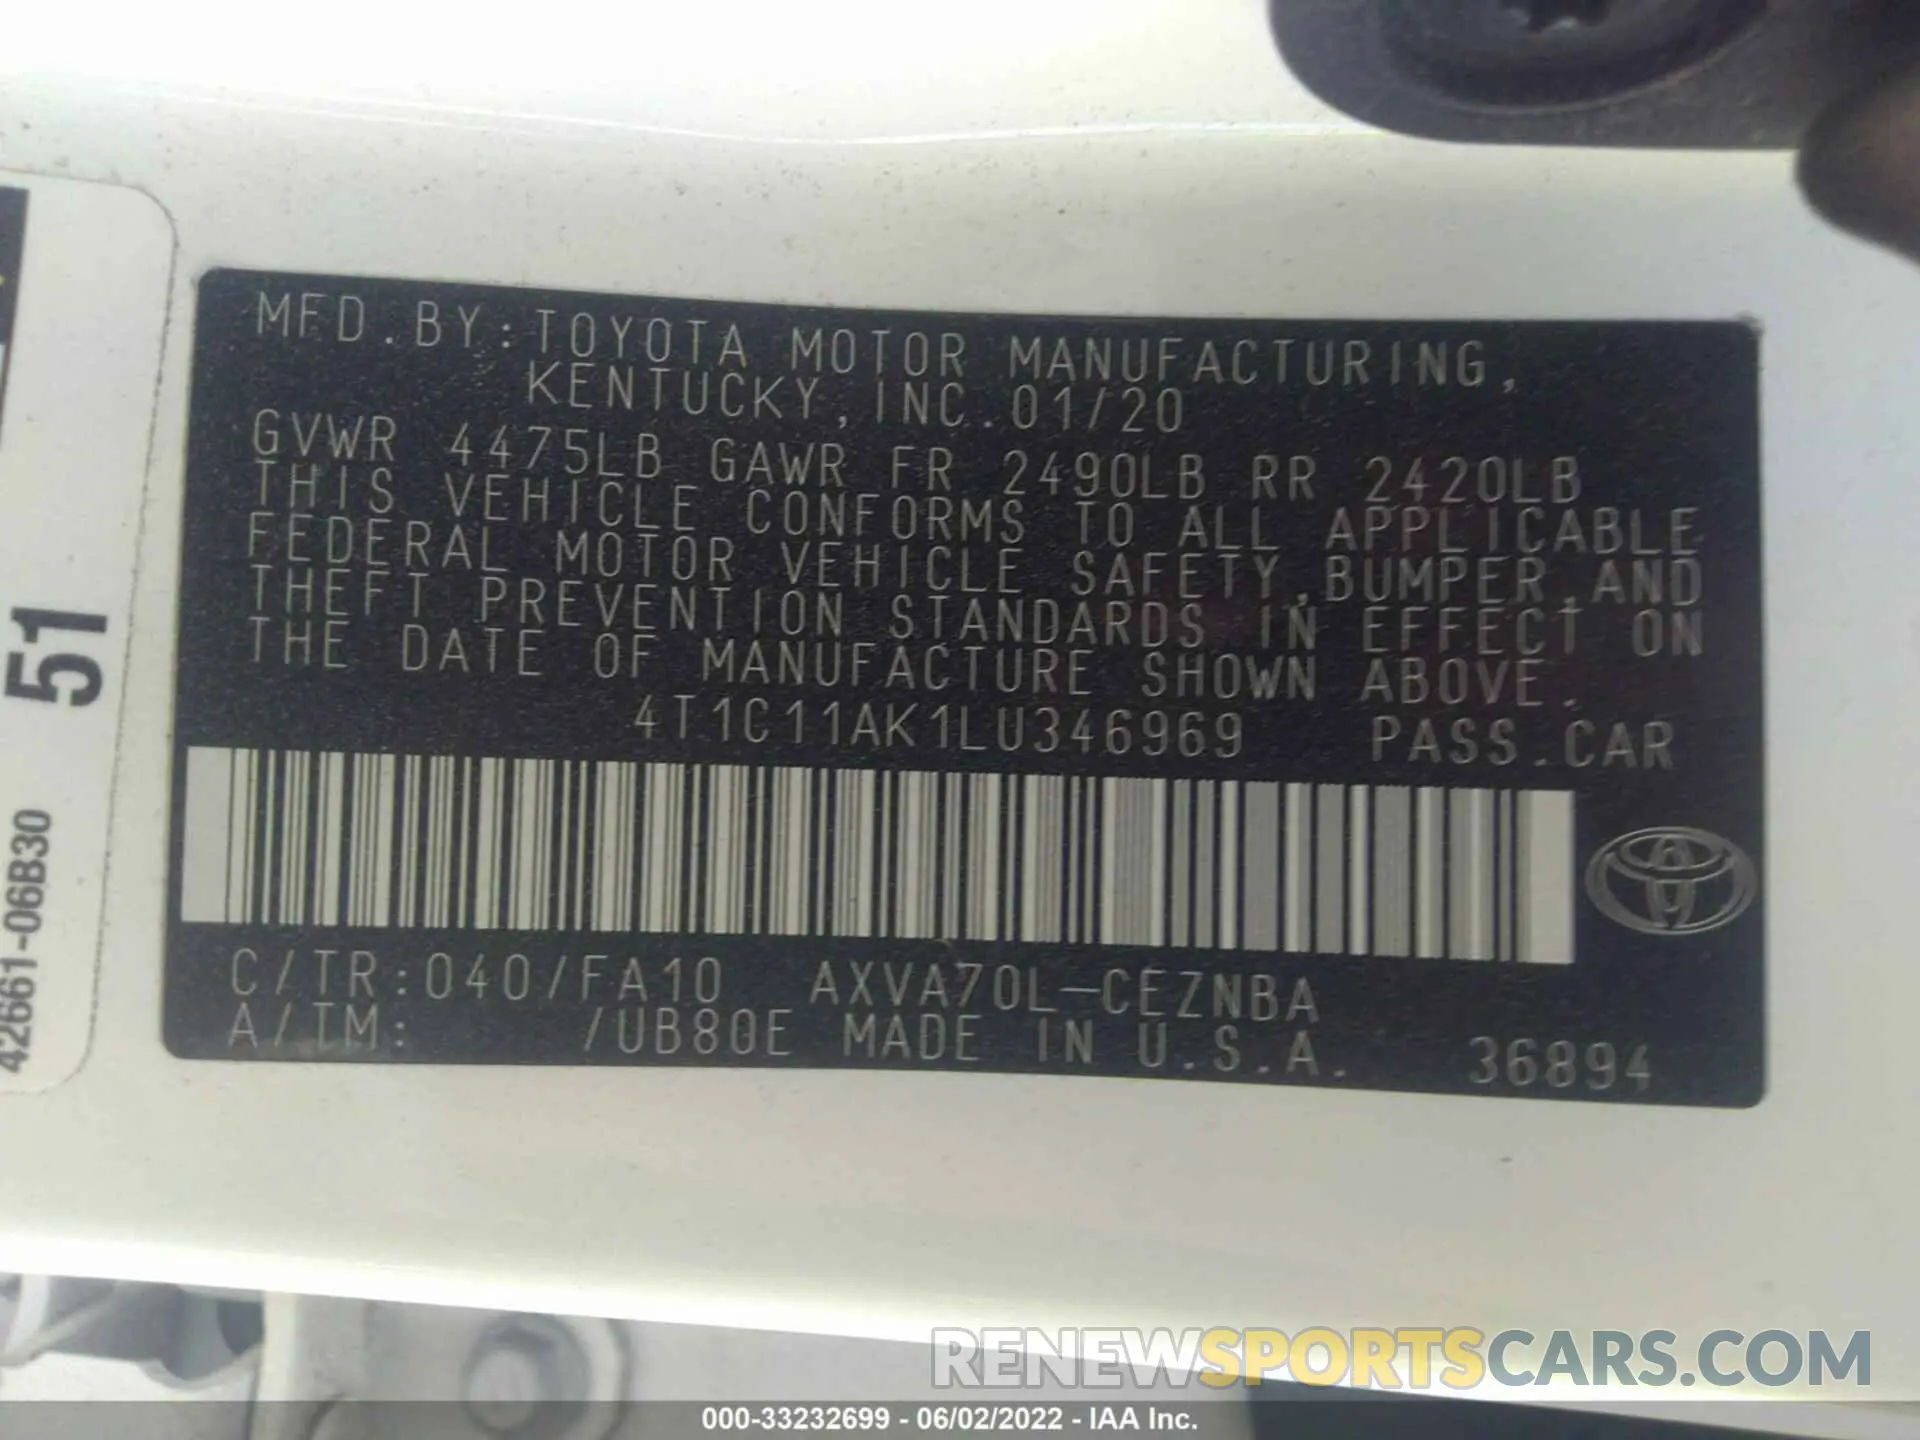 MFD.BY:TOYOTA MOTOR MANUFACTURING,
KENTUCKY,INC.01/20
GVWR 4475LB GAWR FR 2490LB RR 2420LB
THIS VEHICLE CONFORMS TO ALL APPLICABLE
FEDERAL MOTOR VEHICLE SAFETY,BUMPER,AND
THEFT PREVENTION STANDARDS IN EFFECT ON
THE DATE OF MANUFACTURE SHOWN ABOVE.
4T1C11AK1LU346969 PASS.CAR
C/TR:040/FA10 AXVA70L-CEZNBA
A/TM: /UB80E MADE IN U.S.A. 36894
51
42661-06B30
RENEWSPORTSCARS.COM
000-33232699 - 06/02/2022 - IAA Inc.